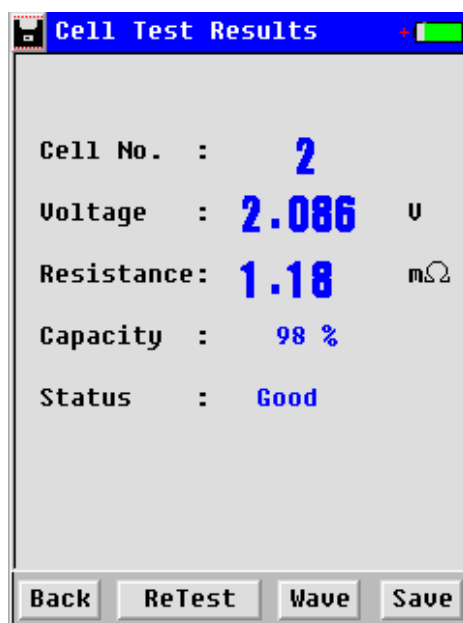 Cell Test Results
Cell No. : 2
Voltage : 2.086 V
Resistance: 1.18 mΩ
Capacity : 98 %
Status : Good
Back ReTest Wave Save